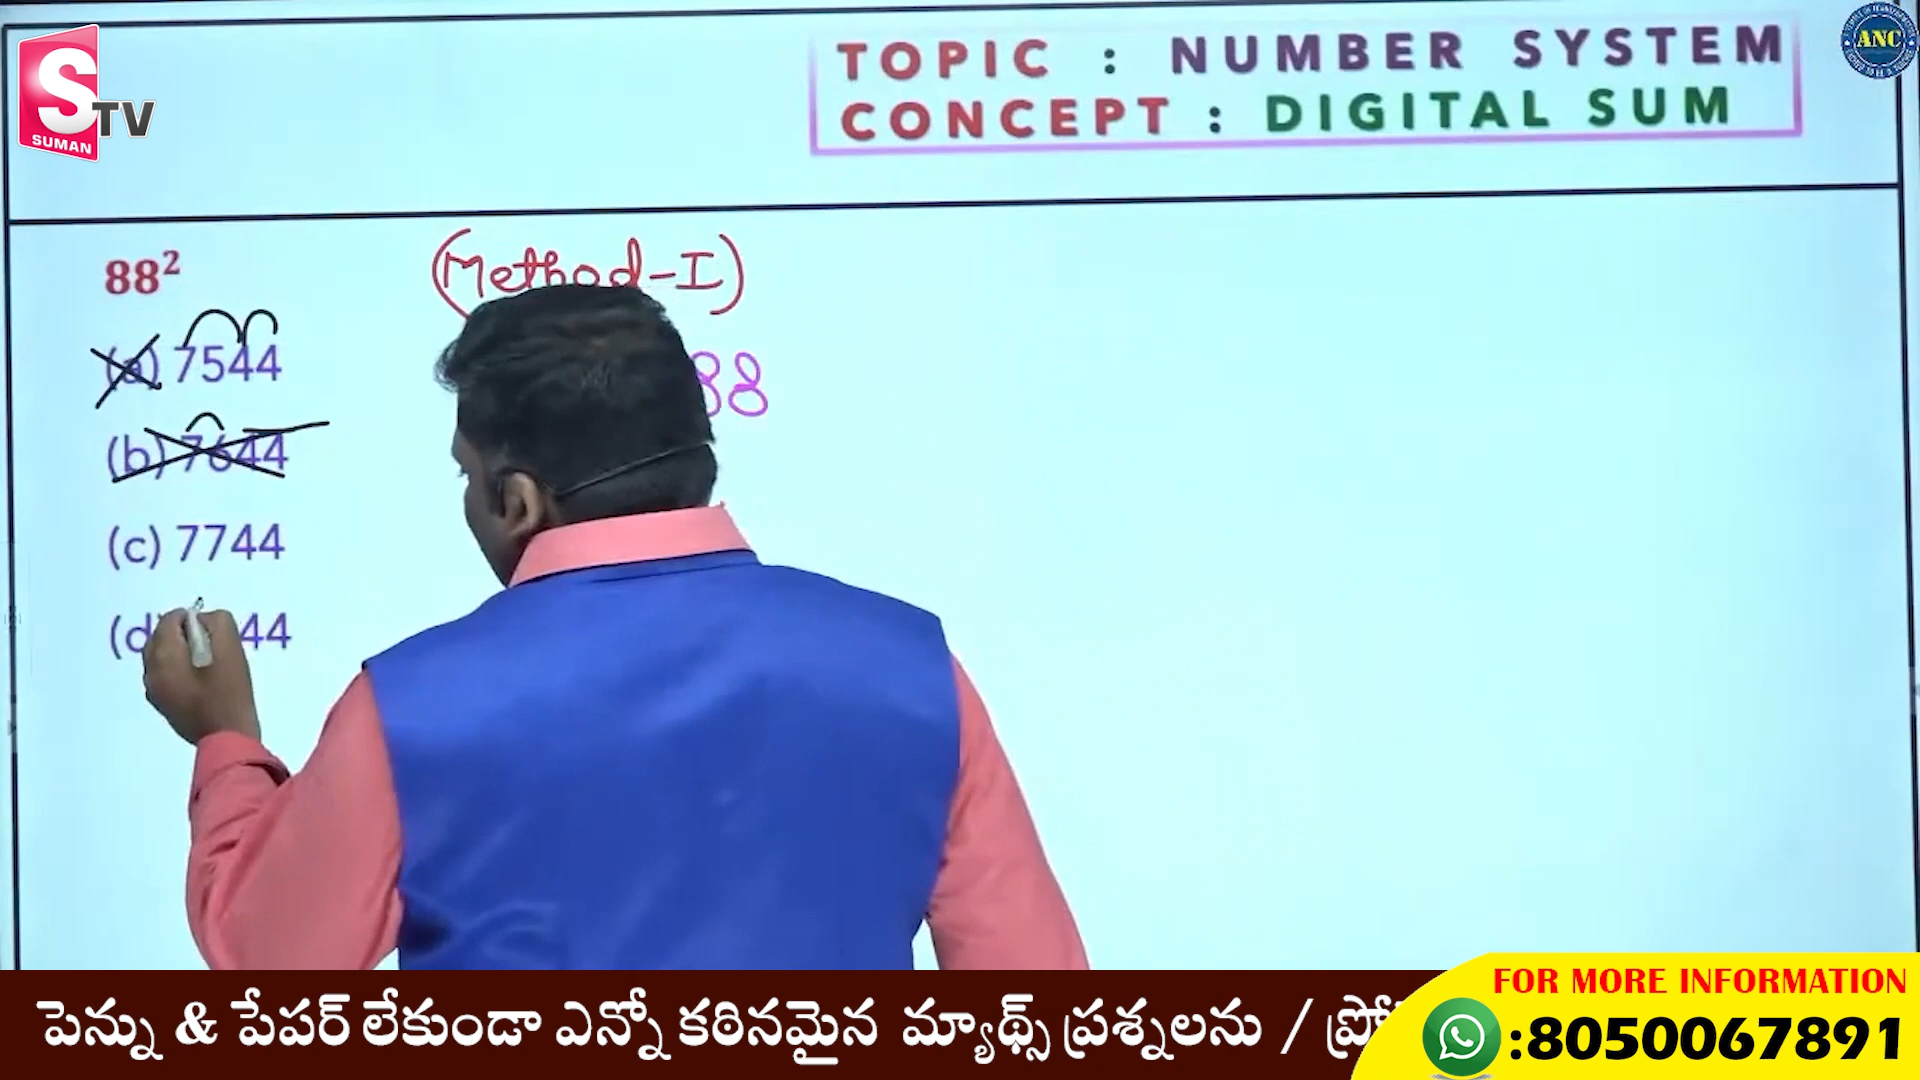 S TV
SUMAN
TOPIC : NUMBER SYSTEM
CONCEPT : DIGITAL SUM
ANC
88²
(Method-I)
(a) 7544
88
(b) 7644
(c) 7744
44
పెన్ను & పేపర్ లేకుండా ఎన్నో కఠినమైన మ్యాథ్స్ ప్రశ్నలను /
FOR MORE INFORMATION
:8050067891